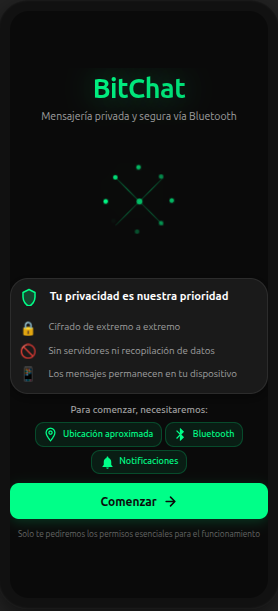 BitChat
Mensajería privada y segura vía Bluetooth
Tu privacidad es nuestra prioridad
Cifrado de extremo a extremo
Sin servidores ni recopilación de datos
Los mensajes permanecen en tu dispositivo
Para comenzar, necesitaremos:
Ubicación aproximada
Bluetooth
Notificaciones
Comenzar →
Solo te pediremos los permisos esenciales para el funcionamiento